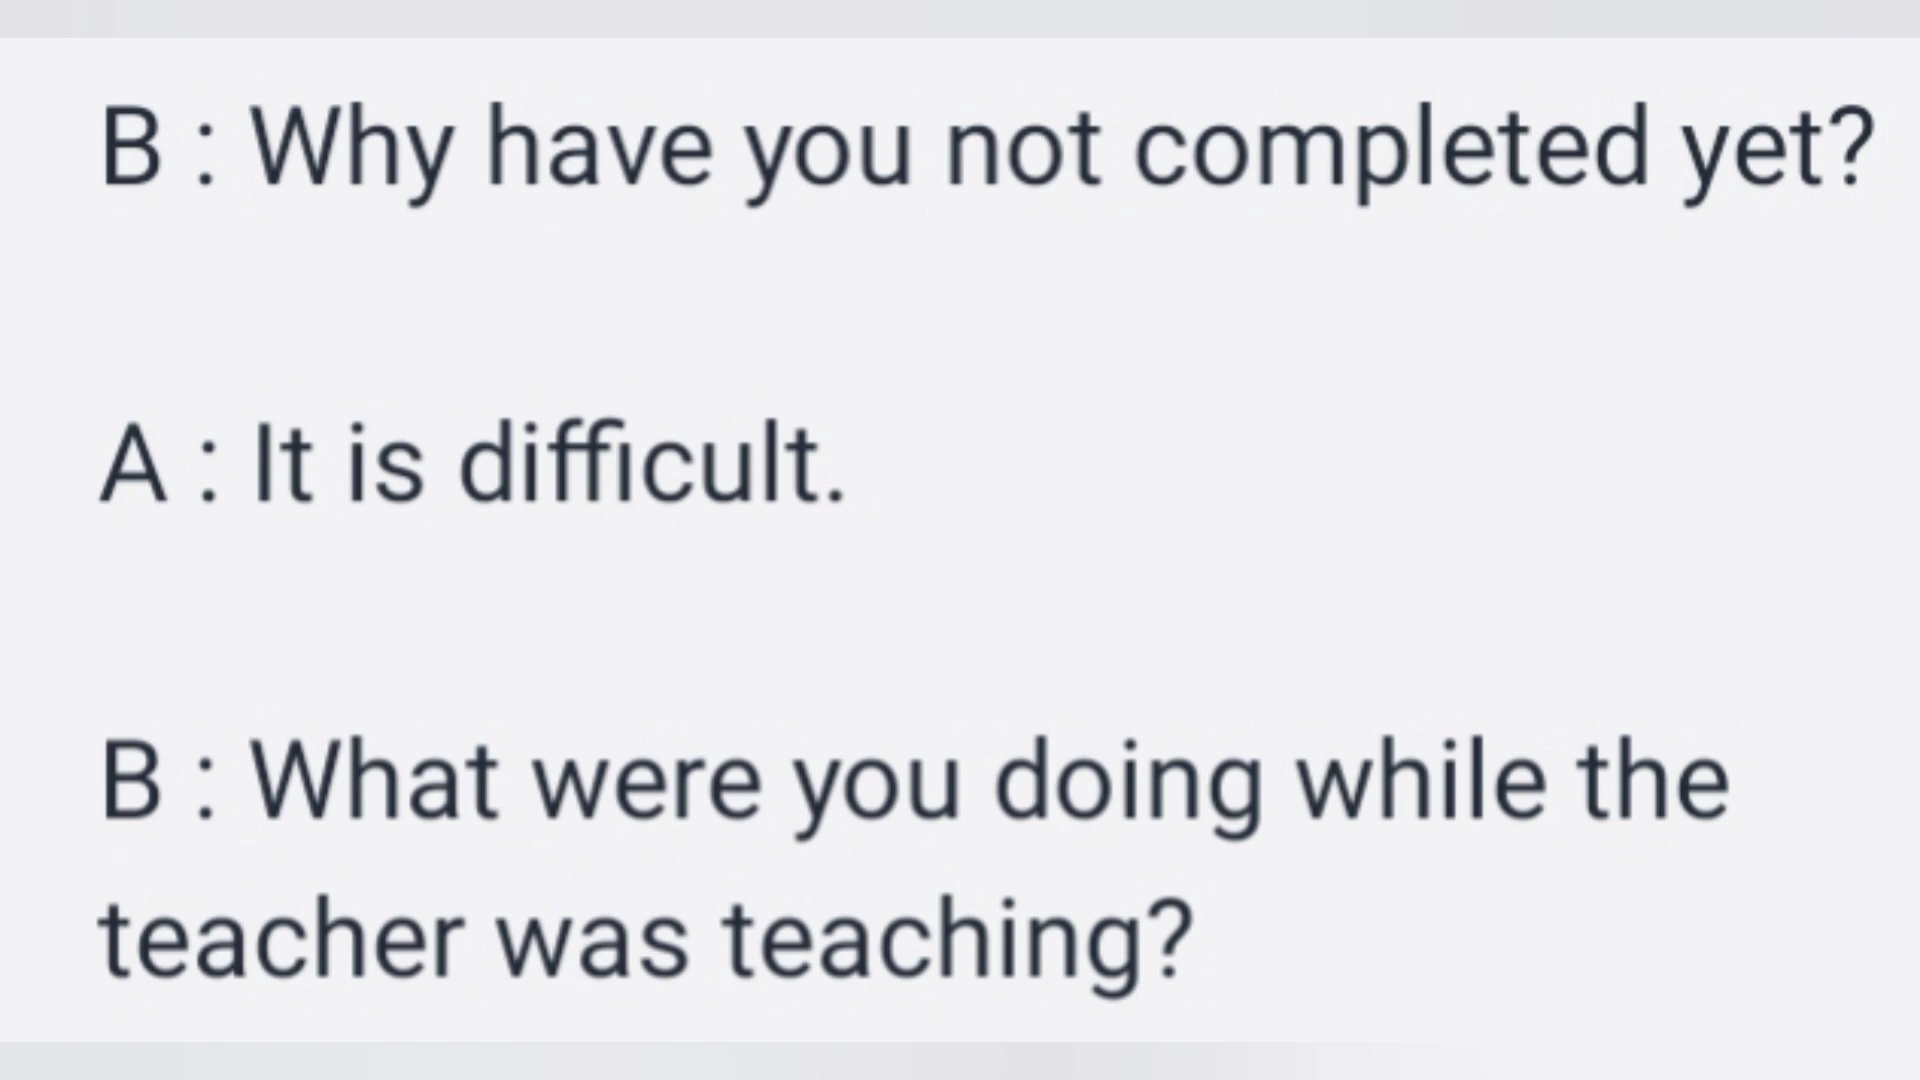 B : Why have you not completed yet?
A : It is difficult.
B : What were you doing while the
teacher was teaching?